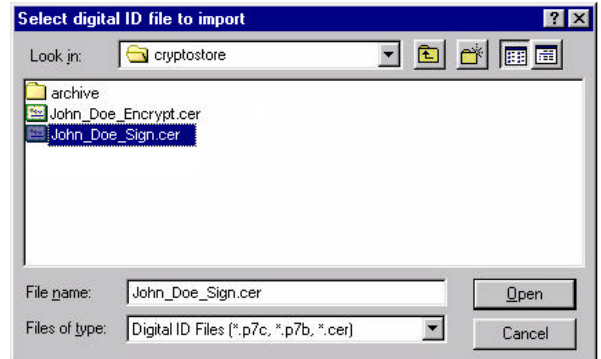 Select digital ID file to import
Look in: cryptostore
archive
John_Doe_Encrypt.cer
John_Doe_Sign.cer
File name: John_Doe_Sign.cer Open
Files of type: Digital ID Files (*.p7c, *.p7b, *.cer) Cancel